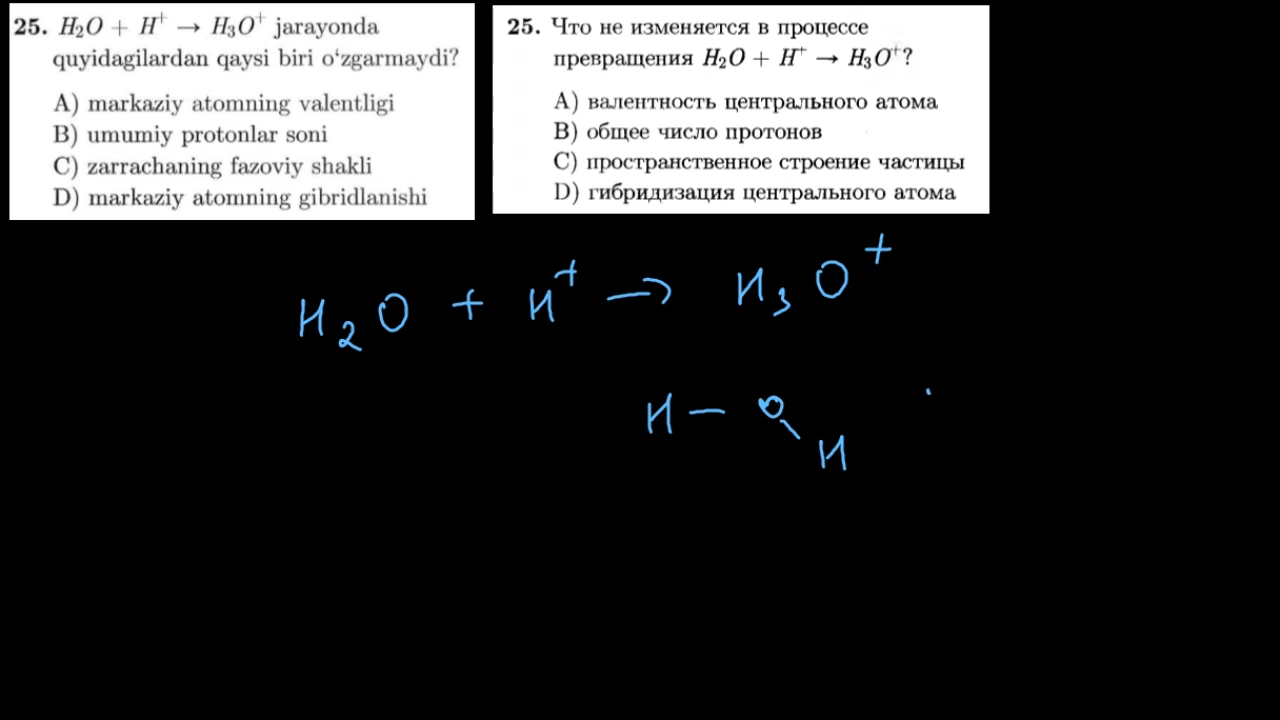 25. H₂O + H⁺ → H₃O⁺ jarayonda
quyidagilardan qaysi biri o‘zgarmaydi?
A) markaziy atomning valentligi
B) umumiy protonlar soni
C) zarrachaning fazoviy shakli
D) markaziy atomning gibridlanishi
25. Что не изменяется в процессе
превращения H₂O + H⁺ → H₃O⁺?
A) валентность центрального атома
B) общее число протонов
C) пространственное строение частицы
D) гибридизация центрального атома
H₂O + H⁺ → H₃O⁺
H – O
H